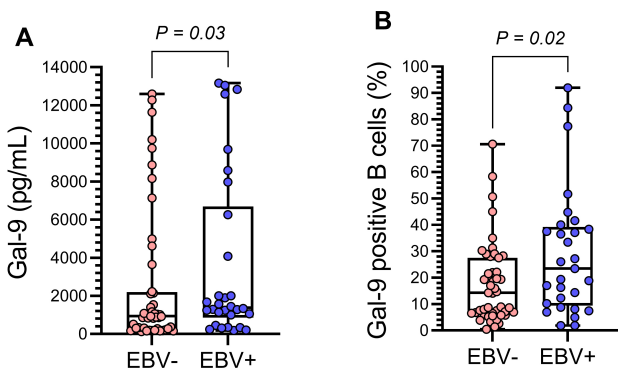 A
P = 0.03
Gal-9 (pg/mL)
14000
12000
10000
8000
6000
4000
2000
0
EBV- EBV+
B
P = 0.02
Gal-9 positive B cells (%)
100
90
80
70
60
50
40
30
20
10
0
EBV- EBV+